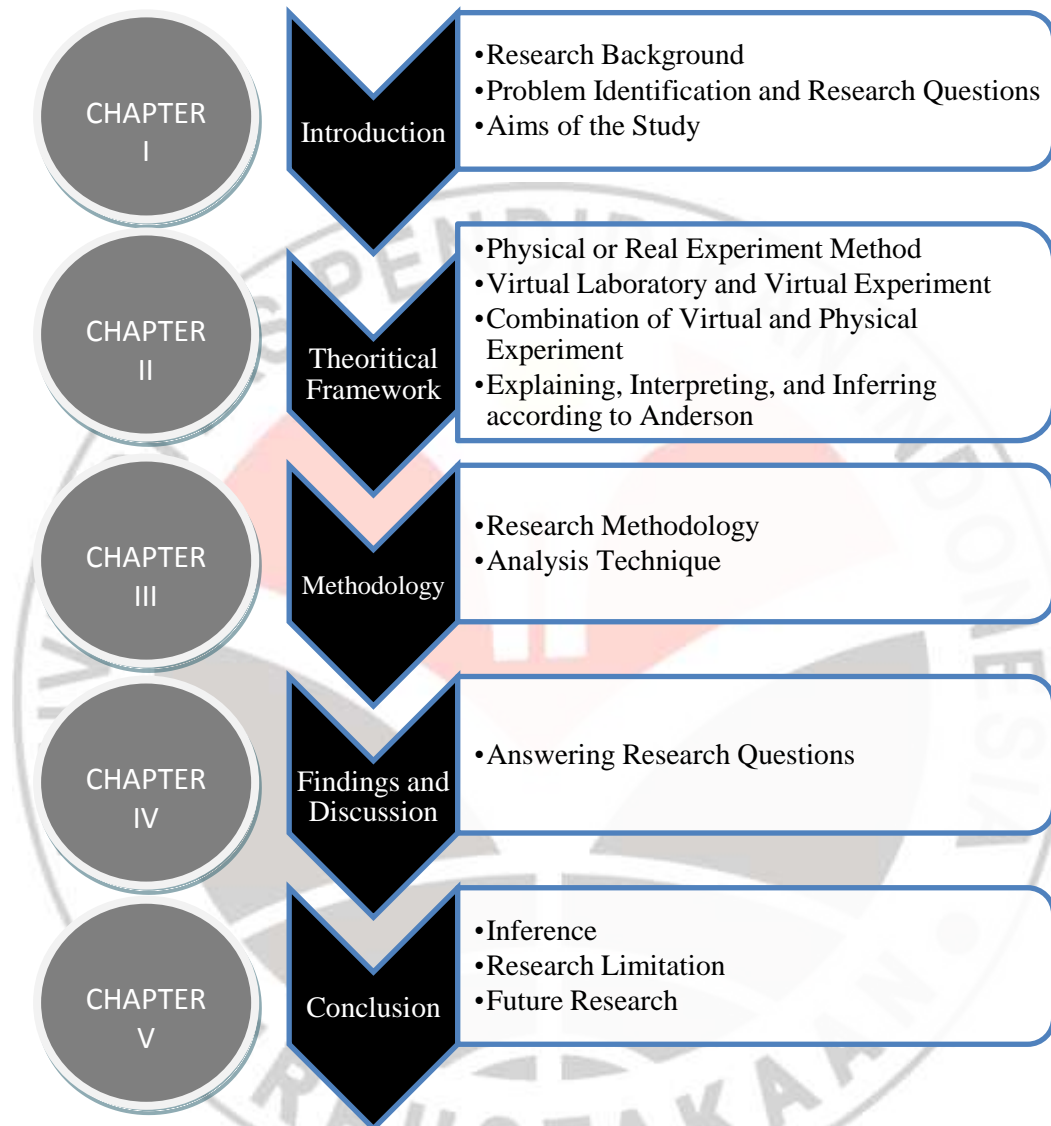 CHAPTER
I
Introduction
•Research Background
•Problem Identification and Research Questions
•Aims of the Study
CHAPTER
II
Theoritical
Framework
•Physical or Real Experiment Method
•Virtual Laboratory and Virtual Experiment
•Combination of Virtual and Physical
Experiment
•Explaining, Interpreting, and Inferring
according to Anderson
CHAPTER
III
Methodology
•Research Methodology
•Analysis Technique
CHAPTER
IV
Findings and
Discussion
•Answering Research Questions
CHAPTER
V
Conclusion
•Inference
•Research Limitation
•Future Research